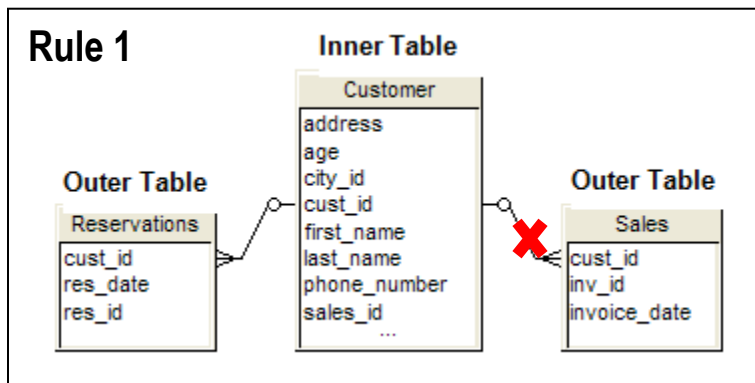 Rule 1
Inner Table
Customer
address
age
city_id
cust_id
first_name
last_name
phone_number
sales_id
...
Outer Table
Reservations
cust_id
res_date
res_id
Outer Table
Sales
cust_id
inv_id
invoice_date